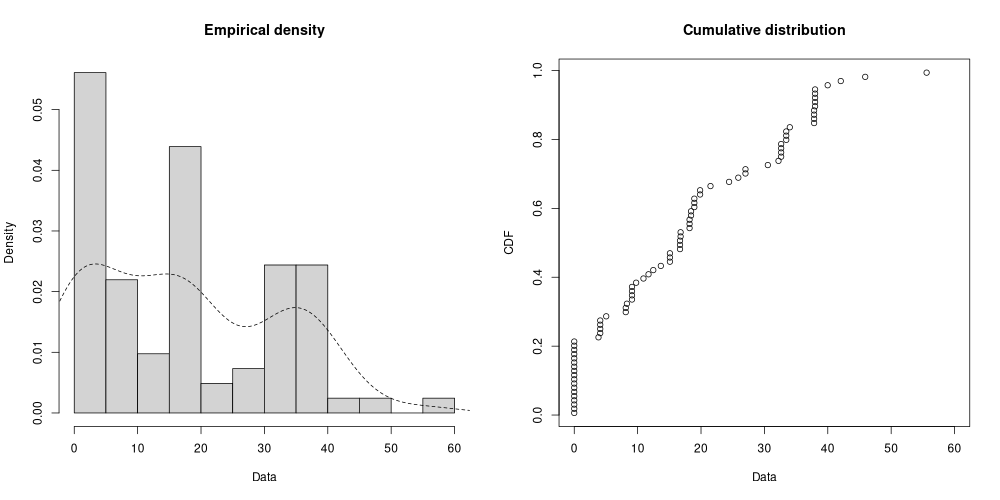 Empirical density
Density
0.00 0.01 0.02 0.03 0.04 0.05
0 10 20 30 40 50 60
Data
Cumulative distribution
CDF
0.0 0.2 0.4 0.6 0.8 1.0
0 10 20 30 40 50 60
Data